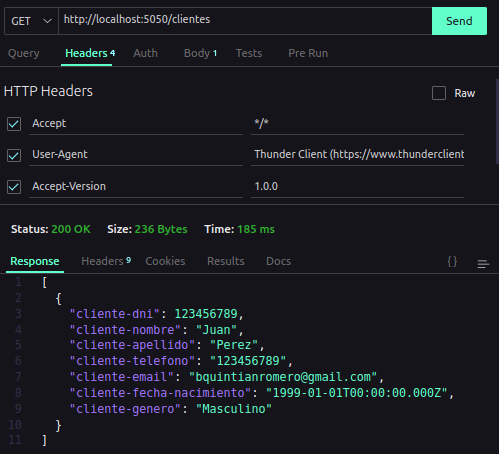 GET http://localhost:5050/clientes Send
Query Headers 4 Auth Body 1 Tests Pre Run
HTTP Headers Raw
Accept */*
User-Agent Thunder Client (https://www.thunderclient
Accept-Version 1.0.0
Status: 200 OK Size: 236 Bytes Time: 185 ms
Response Headers 9 Cookies Results Docs {}
1 [
2 {
3 "cliente-dni": 123456789,
4 "cliente-nombre": "Juan",
5 "cliente-apellido": "Perez",
6 "cliente-telefono": "123456789",
7 "cliente-email": "bquintianromero@gmail.com",
8 "cliente-fecha-nacimiento": "1999-01-01T00:00:00.000Z",
9 "cliente-genero": "Masculino"
10 }
11 ]